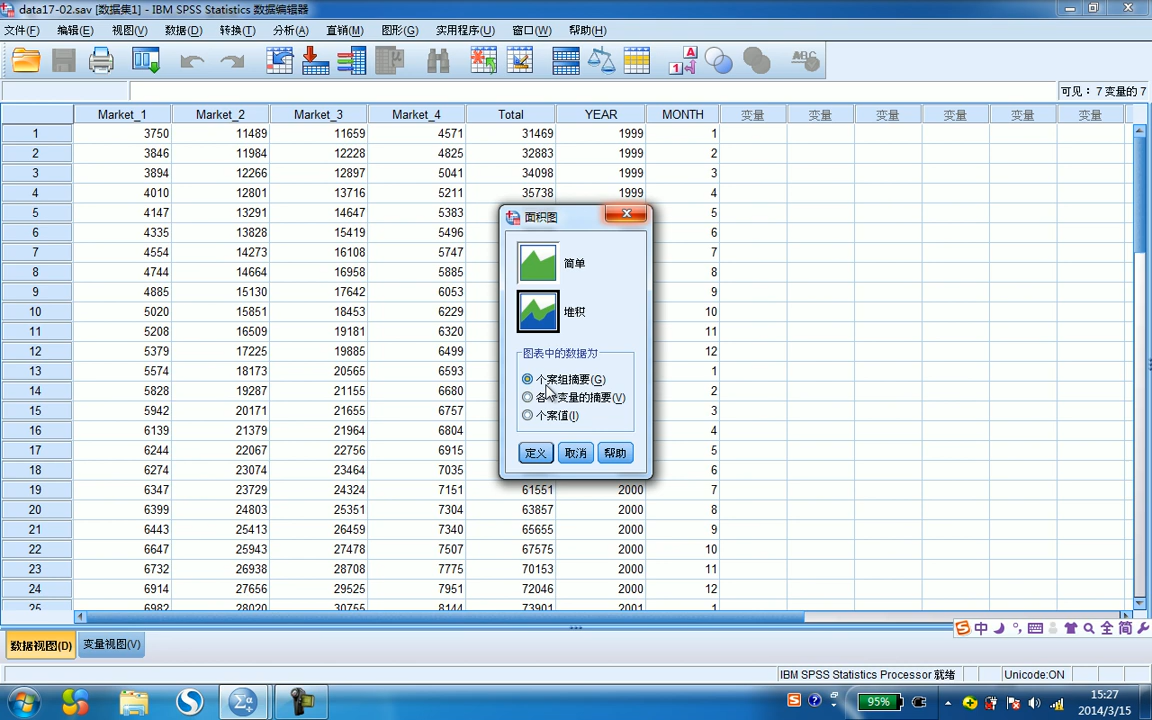 data17-02.sav [数据集1] - IBM SPSS Statistics 数据编辑器
文件(F) 编辑(E) 视图(V) 数据(D) 转换(T) 分析(A) 直销(M) 图形(G) 实用程序(U) 窗口(W) 帮助(H)
可见： 7 变量的 7
Market_1 Market_2 Market_3 Market_4 Total YEAR MONTH 变量 变量 变量 变量 变量 变量
1 3750 11489 11659 4571 31469 1999 1
2 3846 11984 12228 4825 32883 1999 2
3 3894 12266 12897 5041 34098 1999 3
4 4010 12801 13716 5211 35738 1999 4
5 4147 13291 14647 5383 5
6 4335 13828 15419 5496 6
7 4554 14273 16108 5747 7
8 4744 14664 16958 5885 8
9 4885 15130 17642 6053 9
10 5020 15851 18453 6229 10
11 5208 16509 19181 6320 11
12 5379 17225 19885 6499 12
13 5574 18173 20565 6593 1
14 5828 19287 21155 6680 2
15 5942 20171 21655 6757 3
16 6139 21379 21964 6804 4
17 6244 22067 22756 6915 5
18 6274 23074 23464 7035 6
19 6347 23729 24324 7151 61551 2000 7
20 6399 24803 25351 7304 63857 2000 8
21 6443 25413 26459 7340 65655 2000 9
22 6647 25943 27478 7507 67575 2000 10
23 6732 26938 28708 7775 70153 2000 11
24 6914 27656 29525 7951 72046 2000 12
25 6982 28020 30755 8144 73901 2001 1
面积图
简单
堆积
图表中的数据为
个案组摘要(G)
各个变量的摘要(V)
个案值(I)
定义 取消 帮助
中 全 简
数据视图(D) 变量视图(V)
IBM SPSS Statistics Processor 就绪 Unicode:ON
95%
15:27
2014/3/15